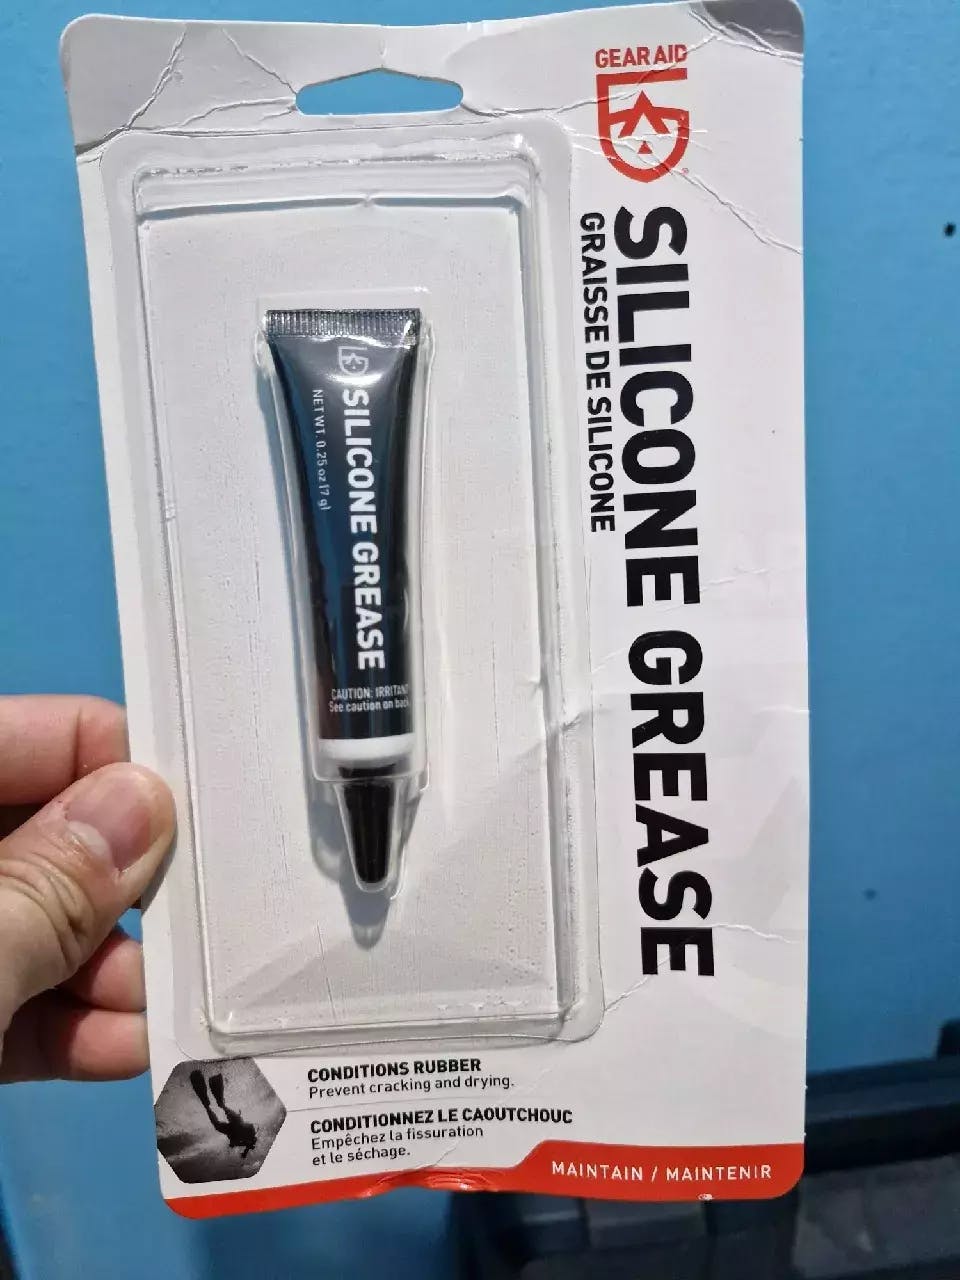 GEAR AID
SILICONE GREASE
GRAISSE DE SILICONE
SILICONE GREASE
NET WT. 0.25 oz (7 g)
CAUTION: IRRITANT
See caution on back
CONDITIONS RUBBER
Prevent cracking and drying.
CONDITIONNEZ LE CAOUTCHOUC
Empêchez la fissuration
et le séchage.
MAINTAIN / MAINTENIR